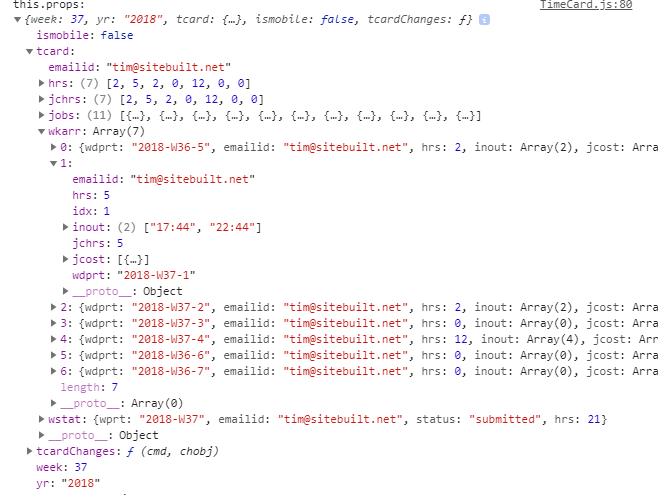 this.props: TimeCard.js:80
▼{week: 37, yr: "2018", tcard: {…}, ismobile: false, tcardChanges: ƒ} i
ismobile: false
▼tcard:
emailid: "tim@sitebuilt.net"
▶hrs: (7) [2, 5, 2, 0, 12, 0, 0]
▶jchrs: (7) [2, 5, 2, 0, 12, 0, 0]
▶jobs: (11) [{…}, {…}, {…}, {…}, {…}, {…}, {…}, {…}, {…}, {…}, {…}]
▼wkarr: Array(7)
▶0: {wdprt: "2018-W36-5", emailid: "tim@sitebuilt.net", hrs: 2, inout: Array(2), jcost: Arra
▼1:
emailid: "tim@sitebuilt.net"
hrs: 5
idx: 1
▶inout: (2) ["17:44", "22:44"]
jchrs: 5
▶jcost: [{…}]
wdprt: "2018-W37-1"
▶__proto__: Object
▶2: {wdprt: "2018-W37-2", emailid: "tim@sitebuilt.net", hrs: 2, inout: Array(2), jcost: Arra
▶3: {wdprt: "2018-W37-3", emailid: "tim@sitebuilt.net", hrs: 0, inout: Array(0), jcost: Arra
▶4: {wdprt: "2018-W37-4", emailid: "tim@sitebuilt.net", hrs: 12, inout: Array(4), jcost: Arr
▶5: {wdprt: "2018-W36-6", emailid: "tim@sitebuilt.net", hrs: 0, inout: Array(0), jcost: Arra
▶6: {wdprt: "2018-W36-7", emailid: "tim@sitebuilt.net", hrs: 0, inout: Array(0), jcost: Arra
length: 7
▶__proto__: Array(0)
▶wstat: {wprt: "2018-W37", emailid: "tim@sitebuilt.net", status: "submitted", hrs: 21}
▶__proto__: Object
▶tcardChanges: ƒ (cmd, chobj)
week: 37
yr: "2018"